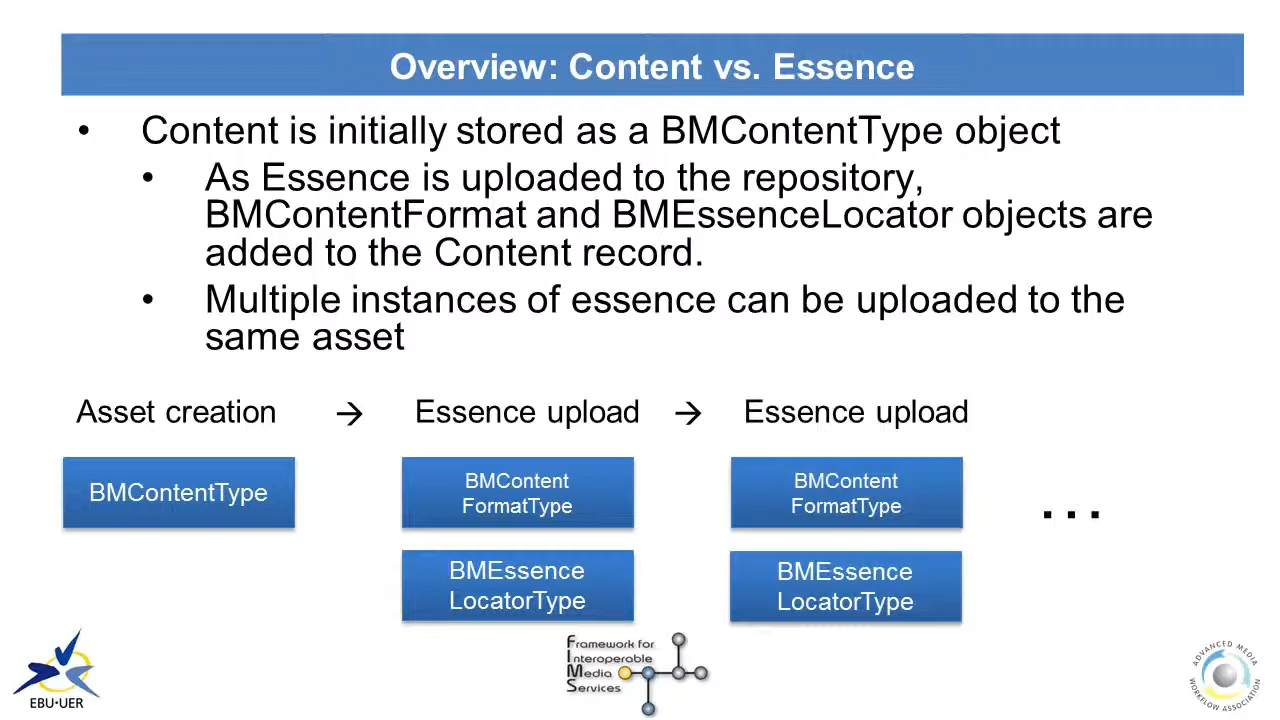 Overview: Content vs. Essence
• Content is initially stored as a BMContentType object
• As Essence is uploaded to the repository,
BMContentFormat and BMEssenceLocator objects are
added to the Content record.
• Multiple instances of essence can be uploaded to the
same asset
Asset creation → Essence upload → Essence upload
BMContentType
BMContent
FormatType
BMContent
FormatType
...
BMEssence
LocatorType
BMEssence
LocatorType
EBU·UER
Framework for
Interoperable
Media
Services
ADVANCED MEDIA
WORKFLOW ASSOCIATION